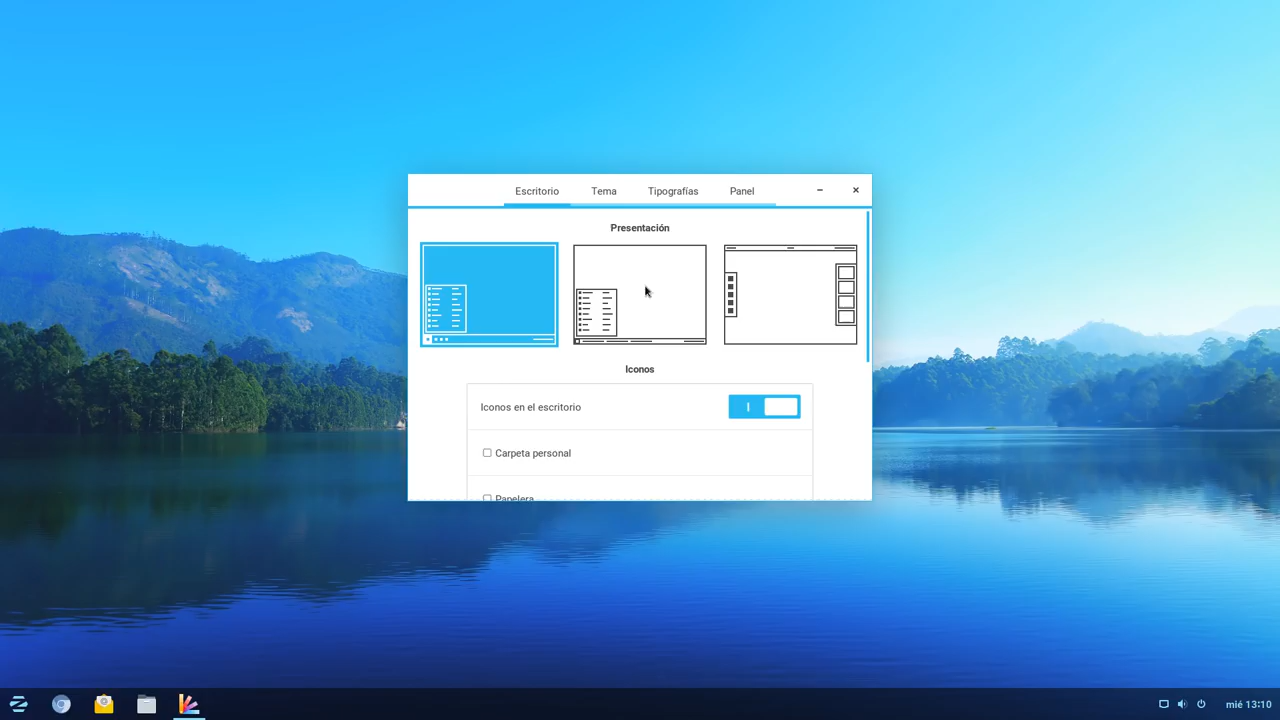 Escritorio Tema Tipografías Panel
Presentación
Iconos
Iconos en el escritorio
Carpeta personal
Papelera
mié 13:10